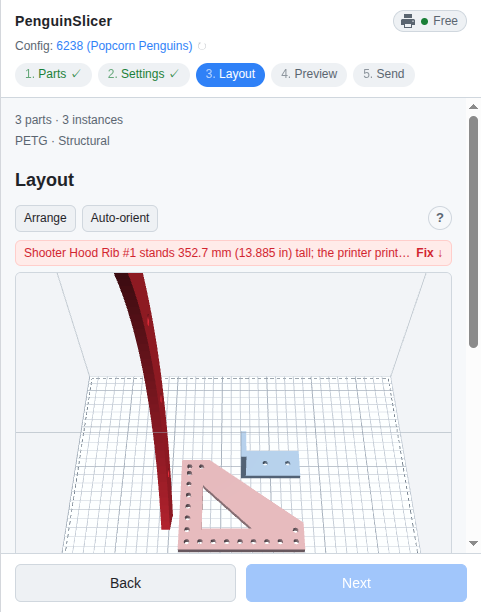 PenguinSlicer
Free
Config: 6238 (Popcorn Penguins)
1. Parts ✓
2. Settings ✓
3. Layout
4. Preview
5. Send
3 parts · 3 instances
PETG · Structural
Layout
Arrange
Auto-orient
?
Shooter Hood Rib #1 stands 352.7 mm (13.885 in) tall; the printer print… Fix ↓
Back
Next